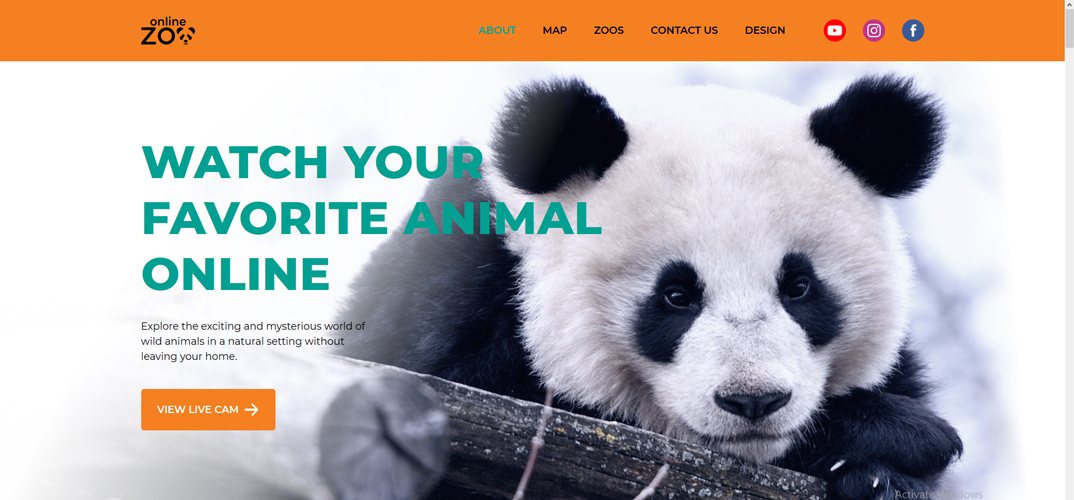 online
ZOO
ABOUT
MAP
ZOOS
CONTACT US
DESIGN
WATCH YOUR
FAVORITE ANIMAL
ONLINE
Explore the exciting and mysterious world of
wild animals in a natural setting without
leaving your home.
VIEW LIVE CAM
Activate Windows